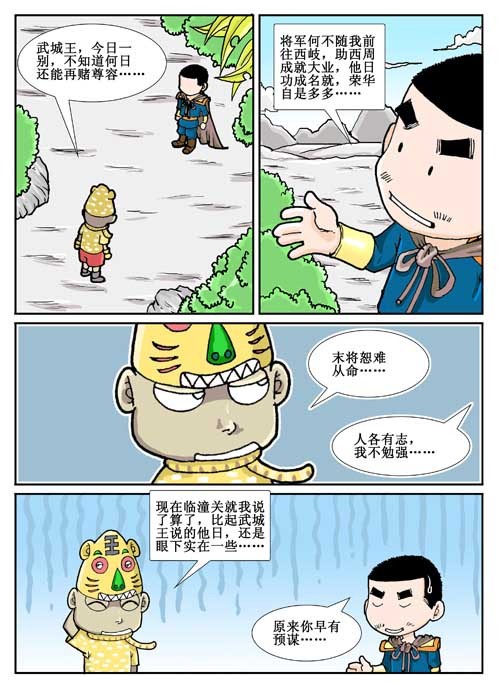 武城王，今日一
别，不知道何日
还能再赌尊容……
将军何不随我前
往西岐，助西周
成就大业，他日
功成名就，荣华
自是多多……
末将恕难
从命……
人各有志，
我不勉强……
现在临潼关就我说
了算了，比起武城
王说的他日，还是
眼下实在一些……
原来你早有
预谋……